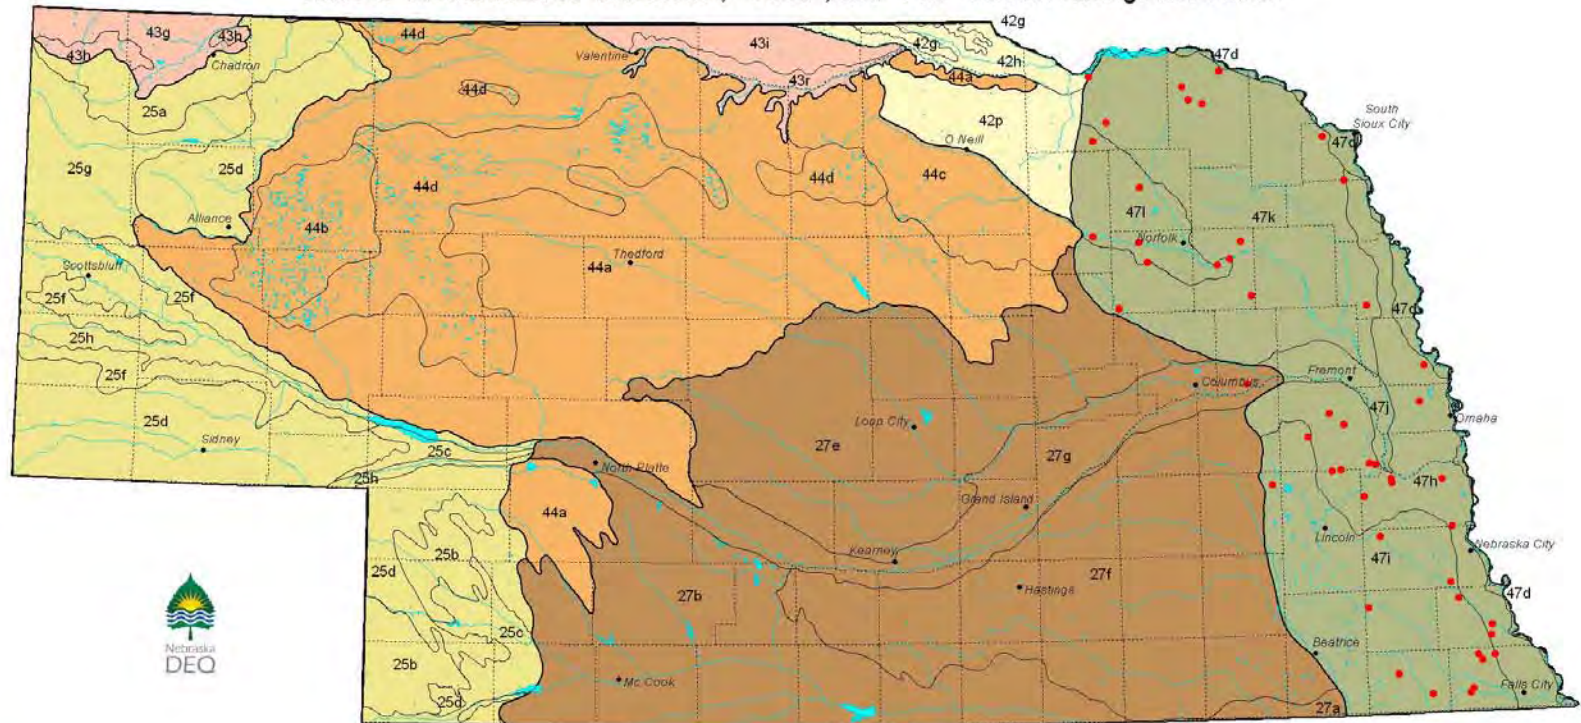 42g
43g
43h
44d
43i
42g
47d
43h
Chadron
Valentine
42h
43r
44a
44d
25a
42p
South
Sioux City
O Neill
47d
25g
25d
44d
44d
44c
Alliance
44b
47l
47k
Norfolk
Scottsbluff
44a
Thedford
25f
25f
47d
25h
25f
Fremont
Columbus
25d
47j
Omaha
Loup City
Sidney
25c
27e
27g
North Platte
25h
47h
Grand Island
44a
Lincoln
Nebraska City
25b
Kearney
47i
25d
27f
27b
Hastings
47d
25c
Nebraska
DEQ
Beatrice
25b
Mc Cook
Falls City
25d
27a